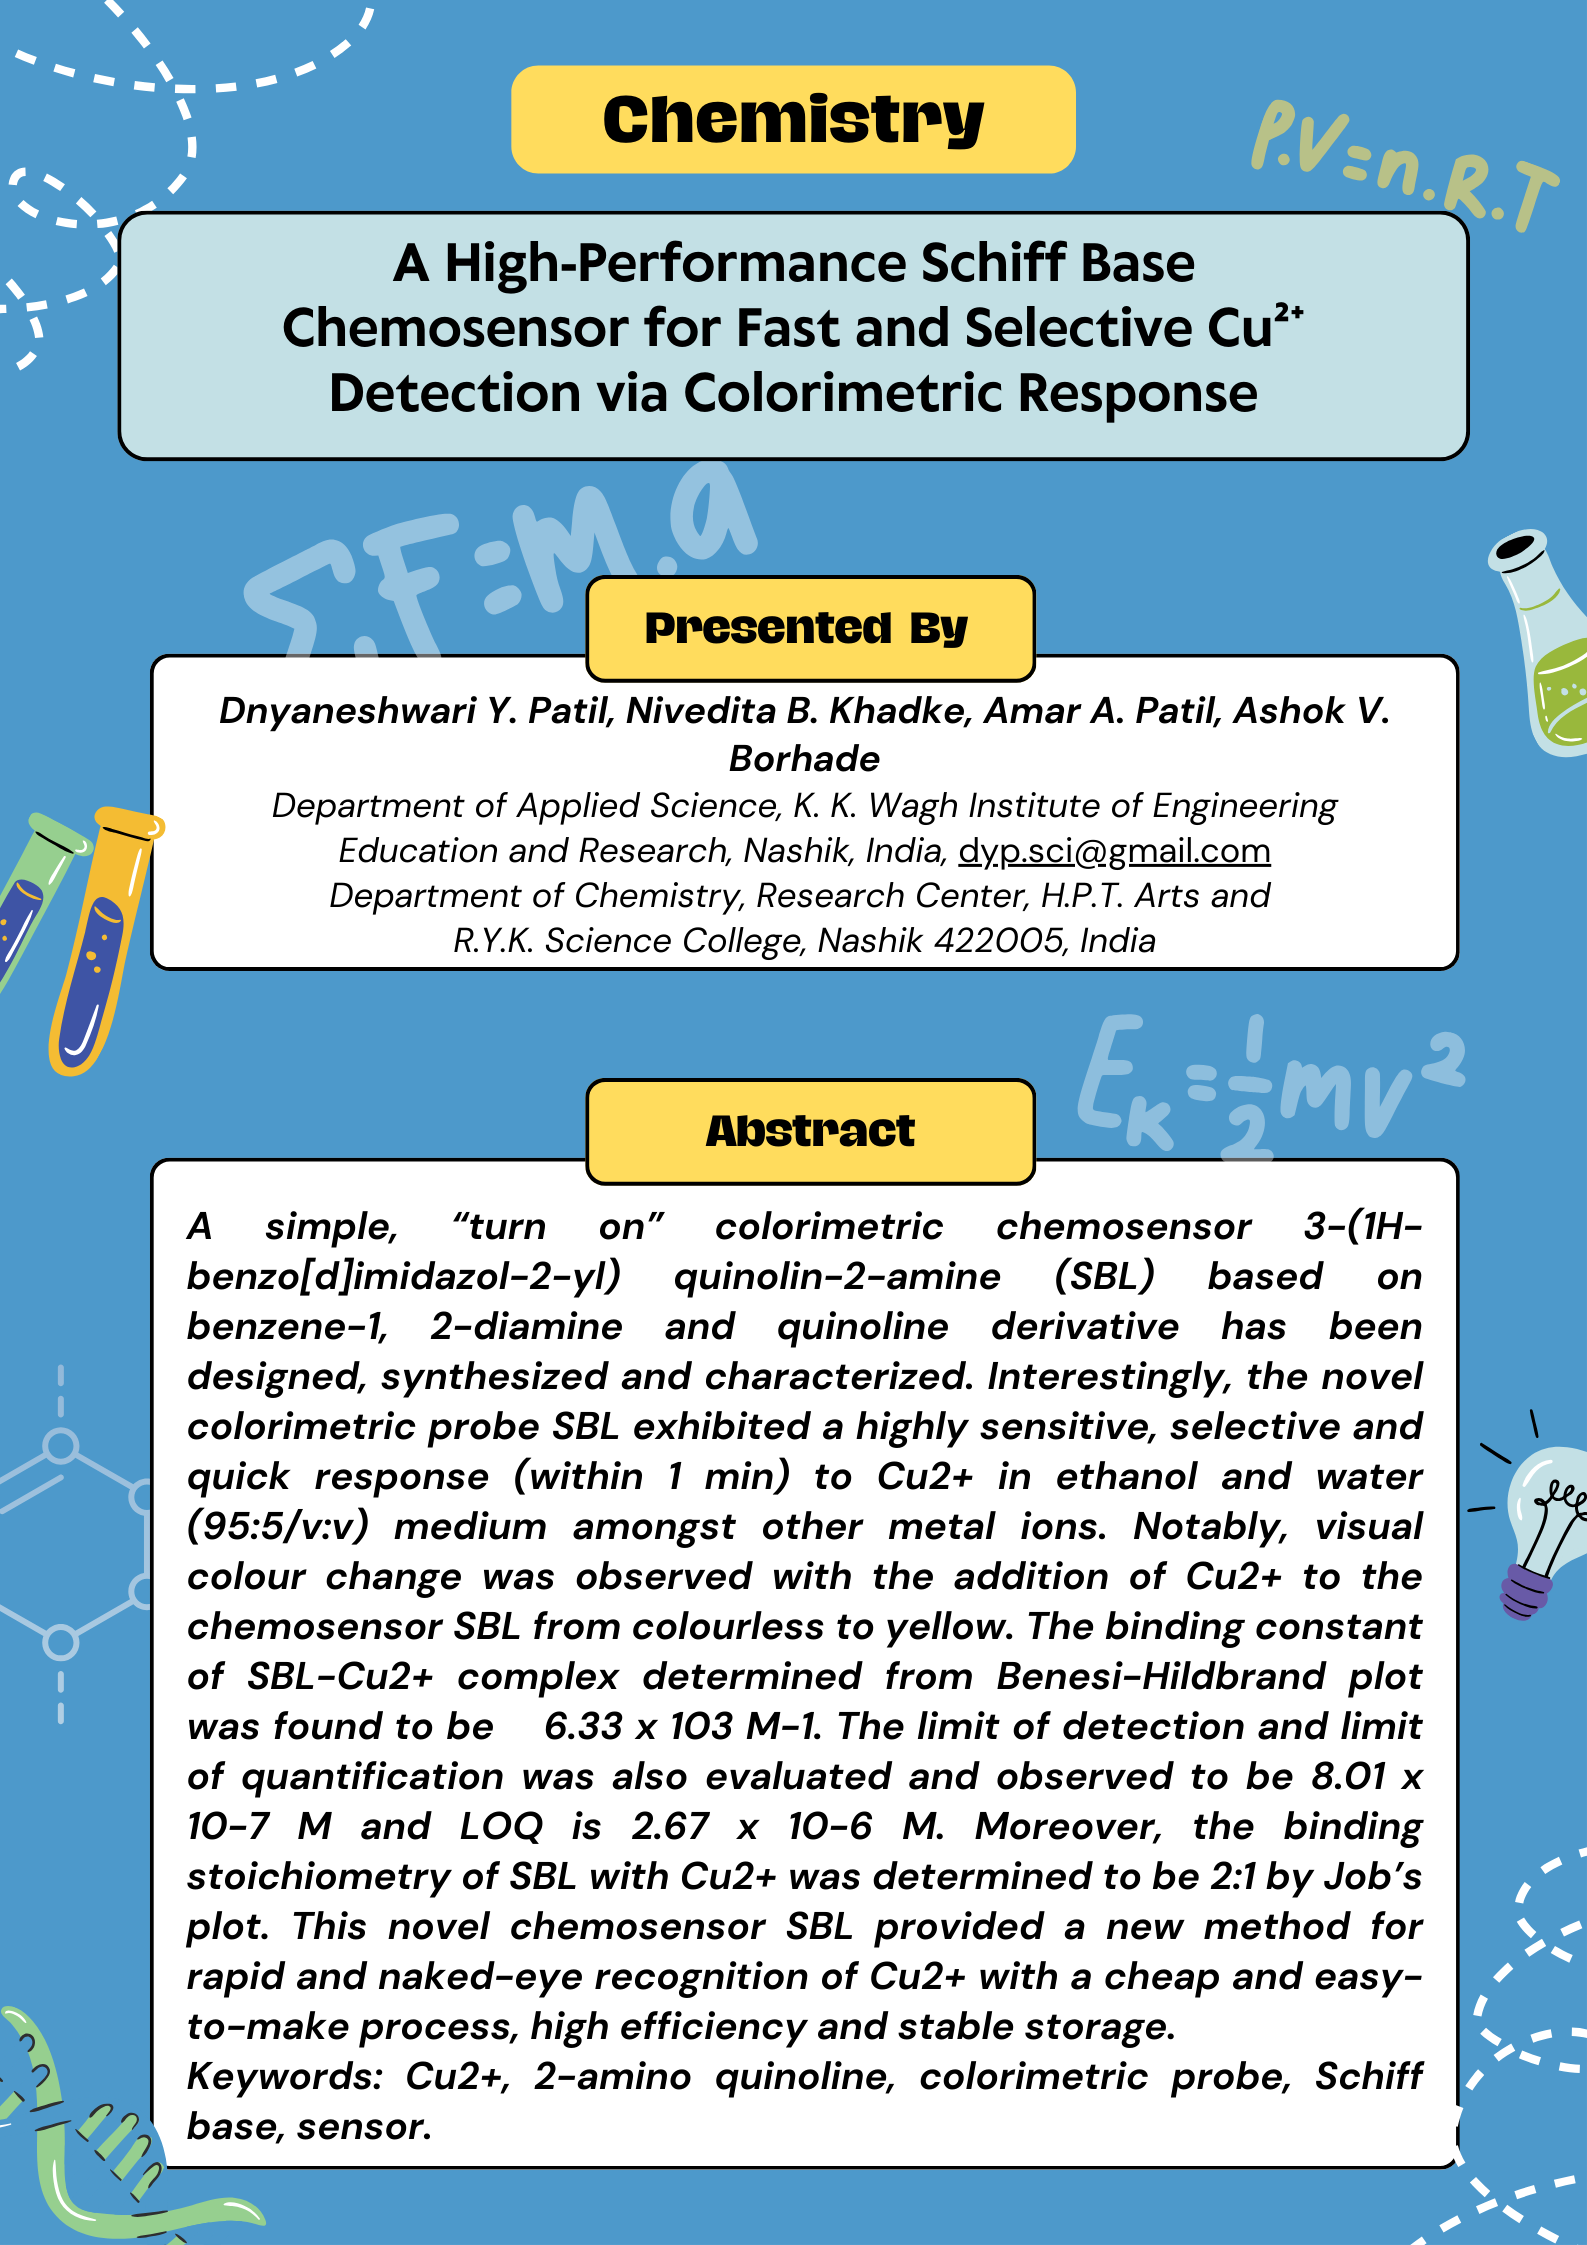 Chemistry
P.V=n.R.T
A High-Performance Schiff Base
Chemosensor for Fast and Selective Cu²⁺
Detection via Colorimetric Response
Σ.F=m.a
Presented By
Dnyaneshwari Y. Patil, Nivedita B. Khadke, Amar A. Patil, Ashok V.
Borhade
Department of Applied Science, K. K. Wagh Institute of Engineering
Education and Research, Nashik, India, dyp.sci@gmail.com
Department of Chemistry, Research Center, H.P.T. Arts and
R.Y.K. Science College, Nashik 422005, India
Eₖ=½mv²
Abstract
A simple, “turn on” colorimetric chemosensor 3-(1H-
benzo[d]imidazol-2-yl) quinolin-2-amine (SBL) based on
benzene-1, 2-diamine and quinoline derivative has been
designed, synthesized and characterized. Interestingly, the novel
colorimetric probe SBL exhibited a highly sensitive, selective and
quick response (within 1 min) to Cu2+ in ethanol and water
(95:5/v:v) medium amongst other metal ions. Notably, visual
colour change was observed with the addition of Cu2+ to the
chemosensor SBL from colourless to yellow. The binding constant
of SBL-Cu2+ complex determined from Benesi-Hildbrand plot
was found to be 6.33 x 103 M-1. The limit of detection and limit
of quantification was also evaluated and observed to be 8.01 x
10-7 M and LOQ is 2.67 x 10-6 M. Moreover, the binding
stoichiometry of SBL with Cu2+ was determined to be 2:1 by Job’s
plot. This novel chemosensor SBL provided a new method for
rapid and naked-eye recognition of Cu2+ with a cheap and easy-
to-make process, high efficiency and stable storage.
Keywords: Cu2+, 2-amino quinoline, colorimetric probe, Schiff
base, sensor.